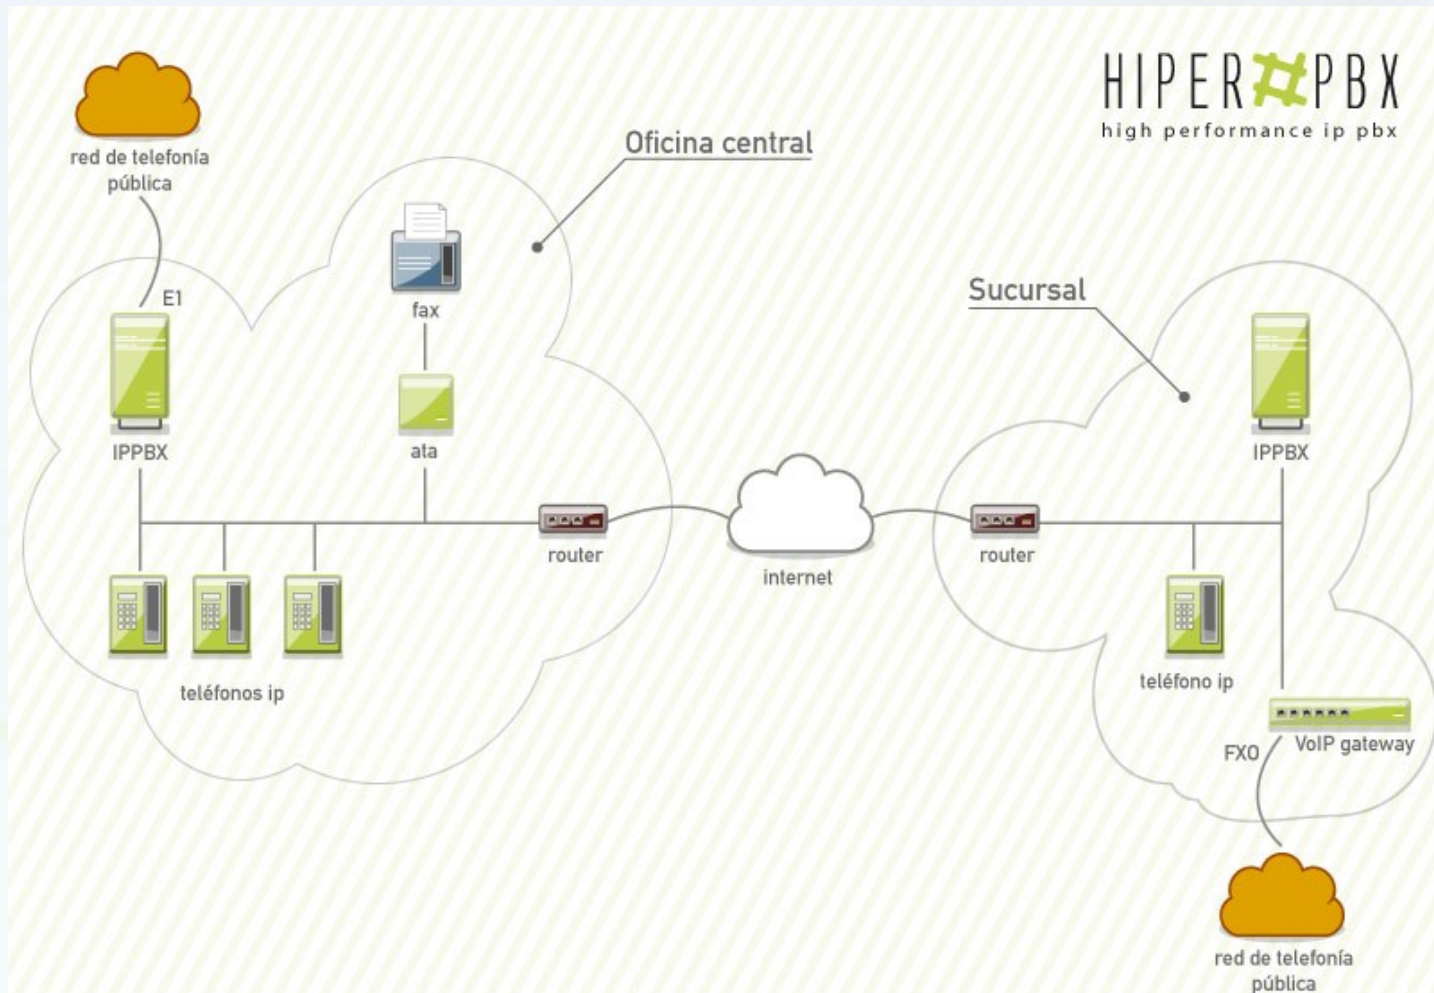 HIPER PBX
high performance ip pbx
red de telefonía
pública
Oficina central
E1
fax
Sucursal
IPPBX
ata
IPPBX
router
internet
router
teléfonos ip
teléfono ip
FXO
VoIP gateway
red de telefonía
pública